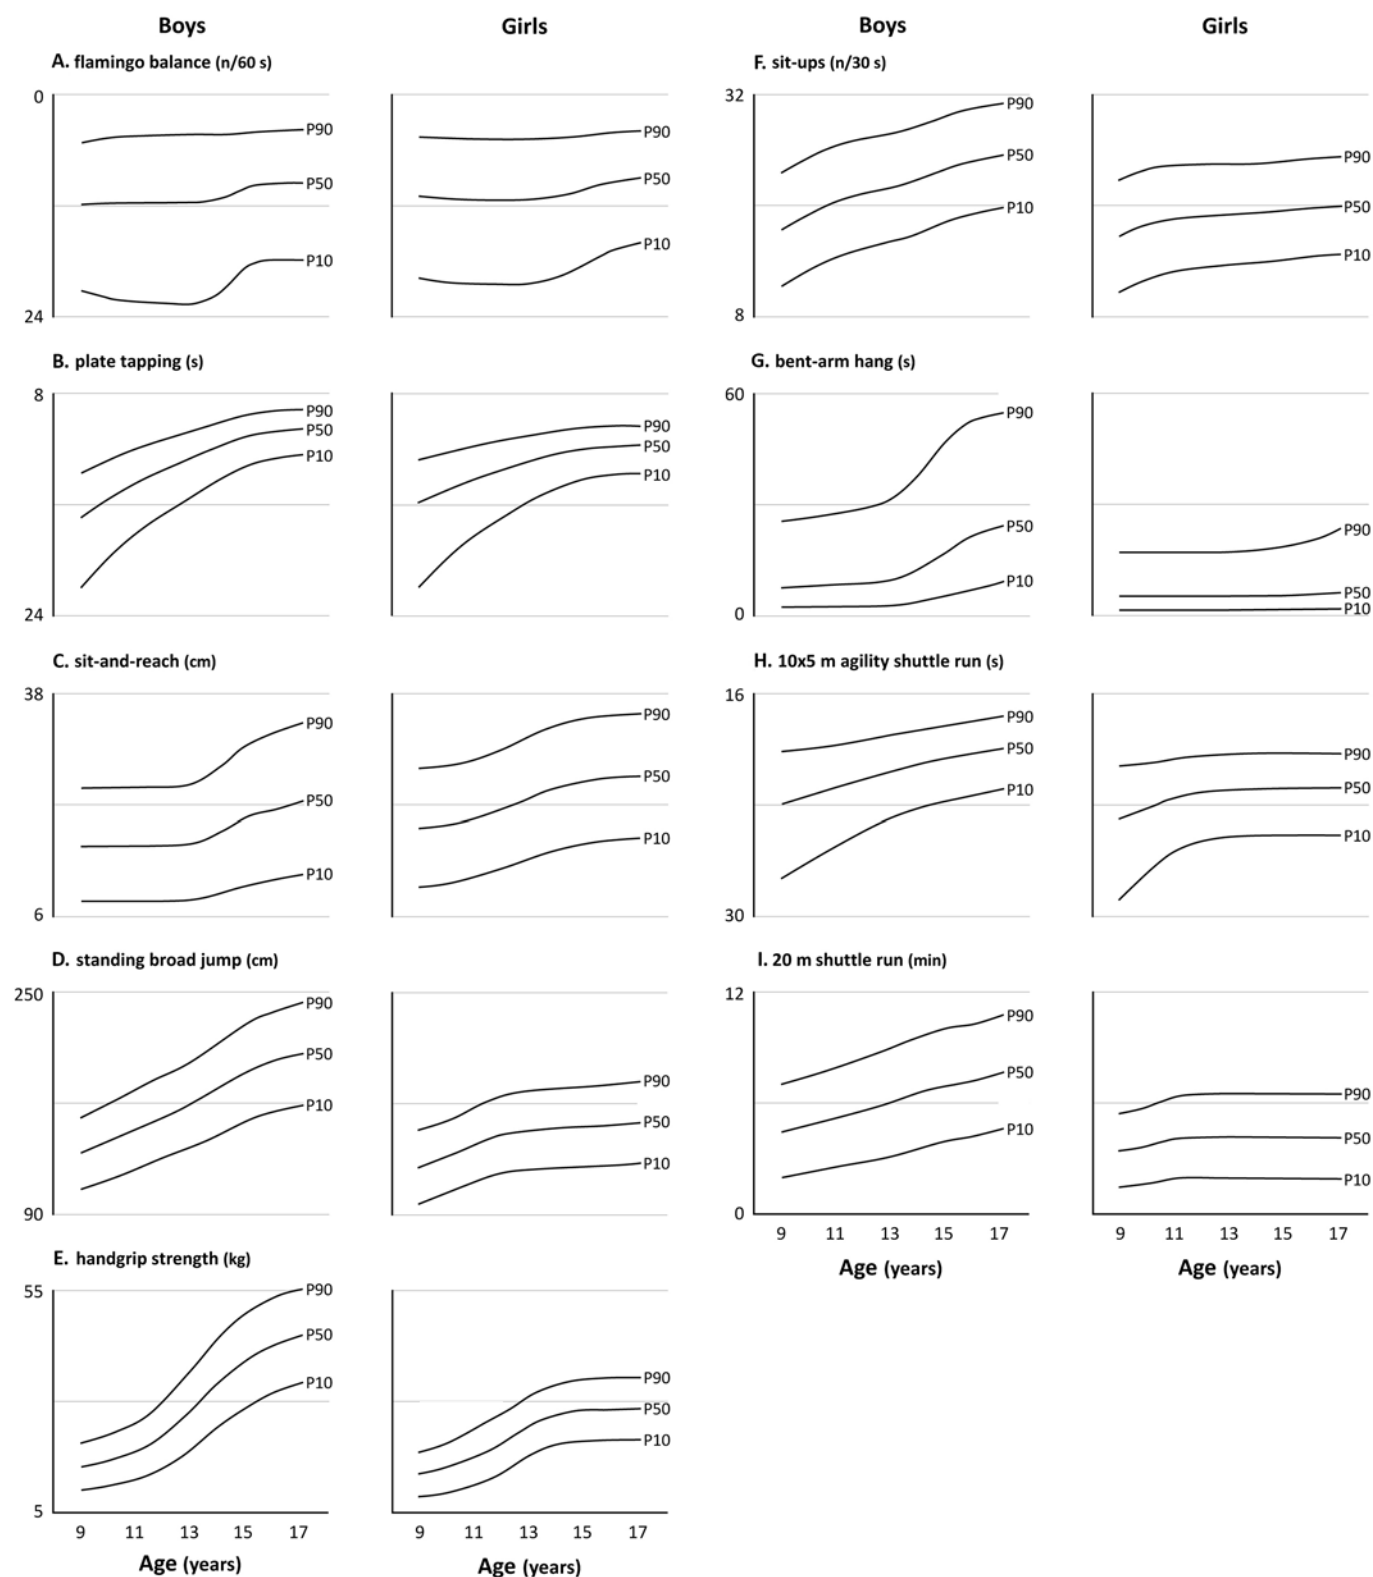 Boys
Girls
Boys
Girls
A. flamingo balance (n/60 s)
0
24
P90
P50
P10
P90
P50
P10
B. plate tapping (s)
8
24
P90
P50
P10
P90
P50
P10
C. sit-and-reach (cm)
38
6
P90
P50
P10
P90
P50
P10
D. standing broad jump (cm)
250
90
P90
P50
P10
P90
P50
P10
E. handgrip strength (kg)
55
5
P90
P50
P10
P90
P50
P10
9 11 13 15 17
9 11 13 15 17
Age (years)
Age (years)
F. sit-ups (n/30 s)
32
8
P90
P50
P10
P90
P50
P10
G. bent-arm hang (s)
60
0
P90
P50
P10
P90
P50
P10
H. 10x5 m agility shuttle run (s)
16
30
P90
P50
P10
P90
P50
P10
I. 20 m shuttle run (min)
12
0
P90
P50
P10
P90
P50
P10
9 11 13 15 17
9 11 13 15 17
Age (years)
Age (years)